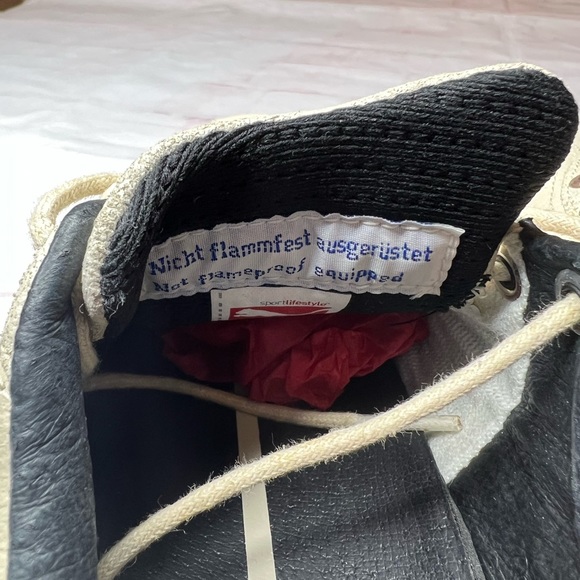 Nicht flammfest ausgerüstet
Not flameproof equipped
sportlifestyle